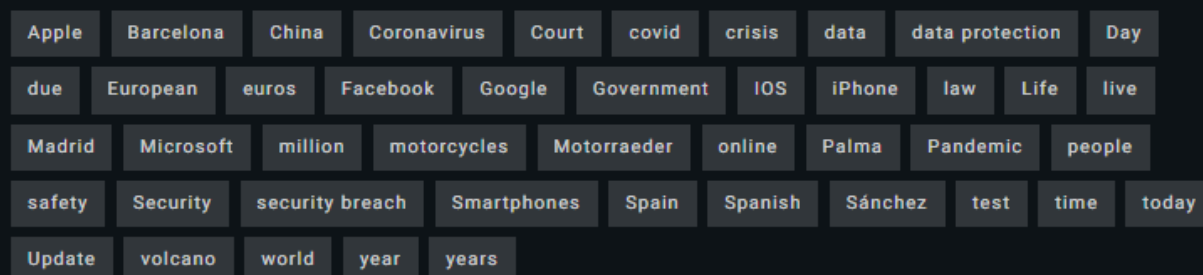 Apple Barcelona China Coronavirus Court covid crisis data data protection Day
due European euros Facebook Google Government IOS iPhone law Life live
Madrid Microsoft million motorcycles Motorraeder online Palma Pandemic people
safety Security security breach Smartphones Spain Spanish Sánchez test time today
Update volcano world year years